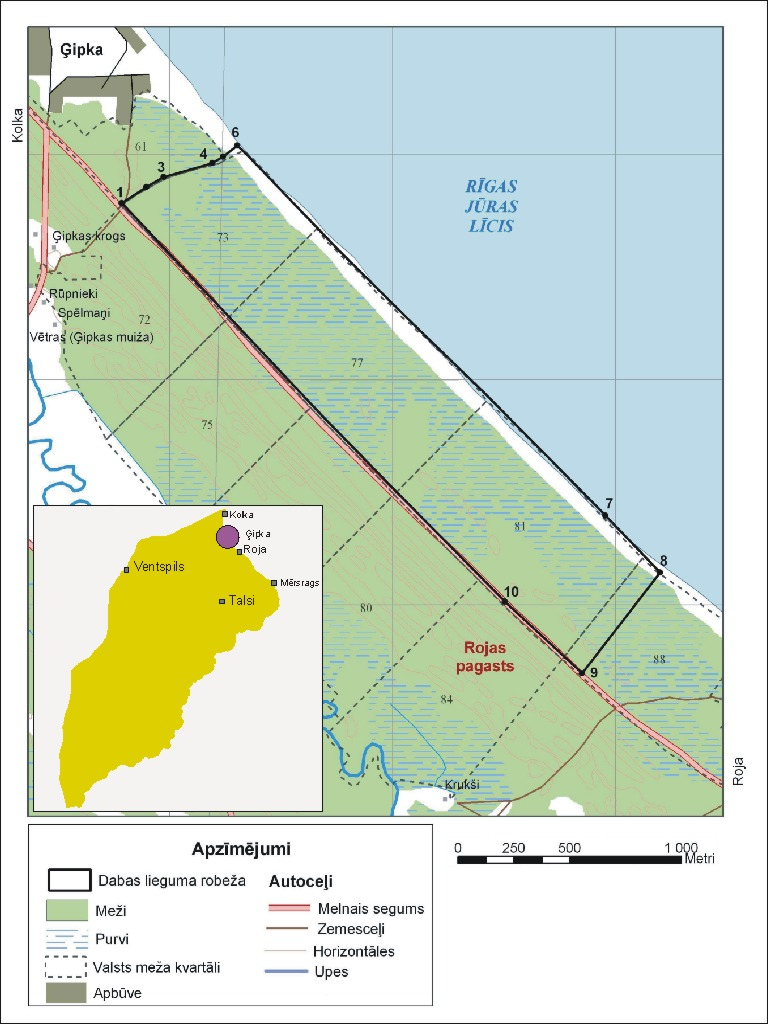 Ģipka
Kolka
61
6
4
3
1
RĪGAS
JŪRAS
LĪCIS
73
Ģipkas krogs
Rūpnieki
Spēlmaņi
72
Vētras (Ģipkas muiža)
77
75
7
81
8
10
80
Rojas
pagasts
88
9
84
Krukši
Roja
Kolka
Ģipka
Roja
Ventspils
Mērsrags
Talsi
Apzīmējumi
Dabas lieguma robeža
Meži
Purvi
Valsts meža kvartāli
Apbūve
Autoceļi
Melnais segums
Zemesceļi
Horizontāles
Upes
0 250 500 1 000
Metri